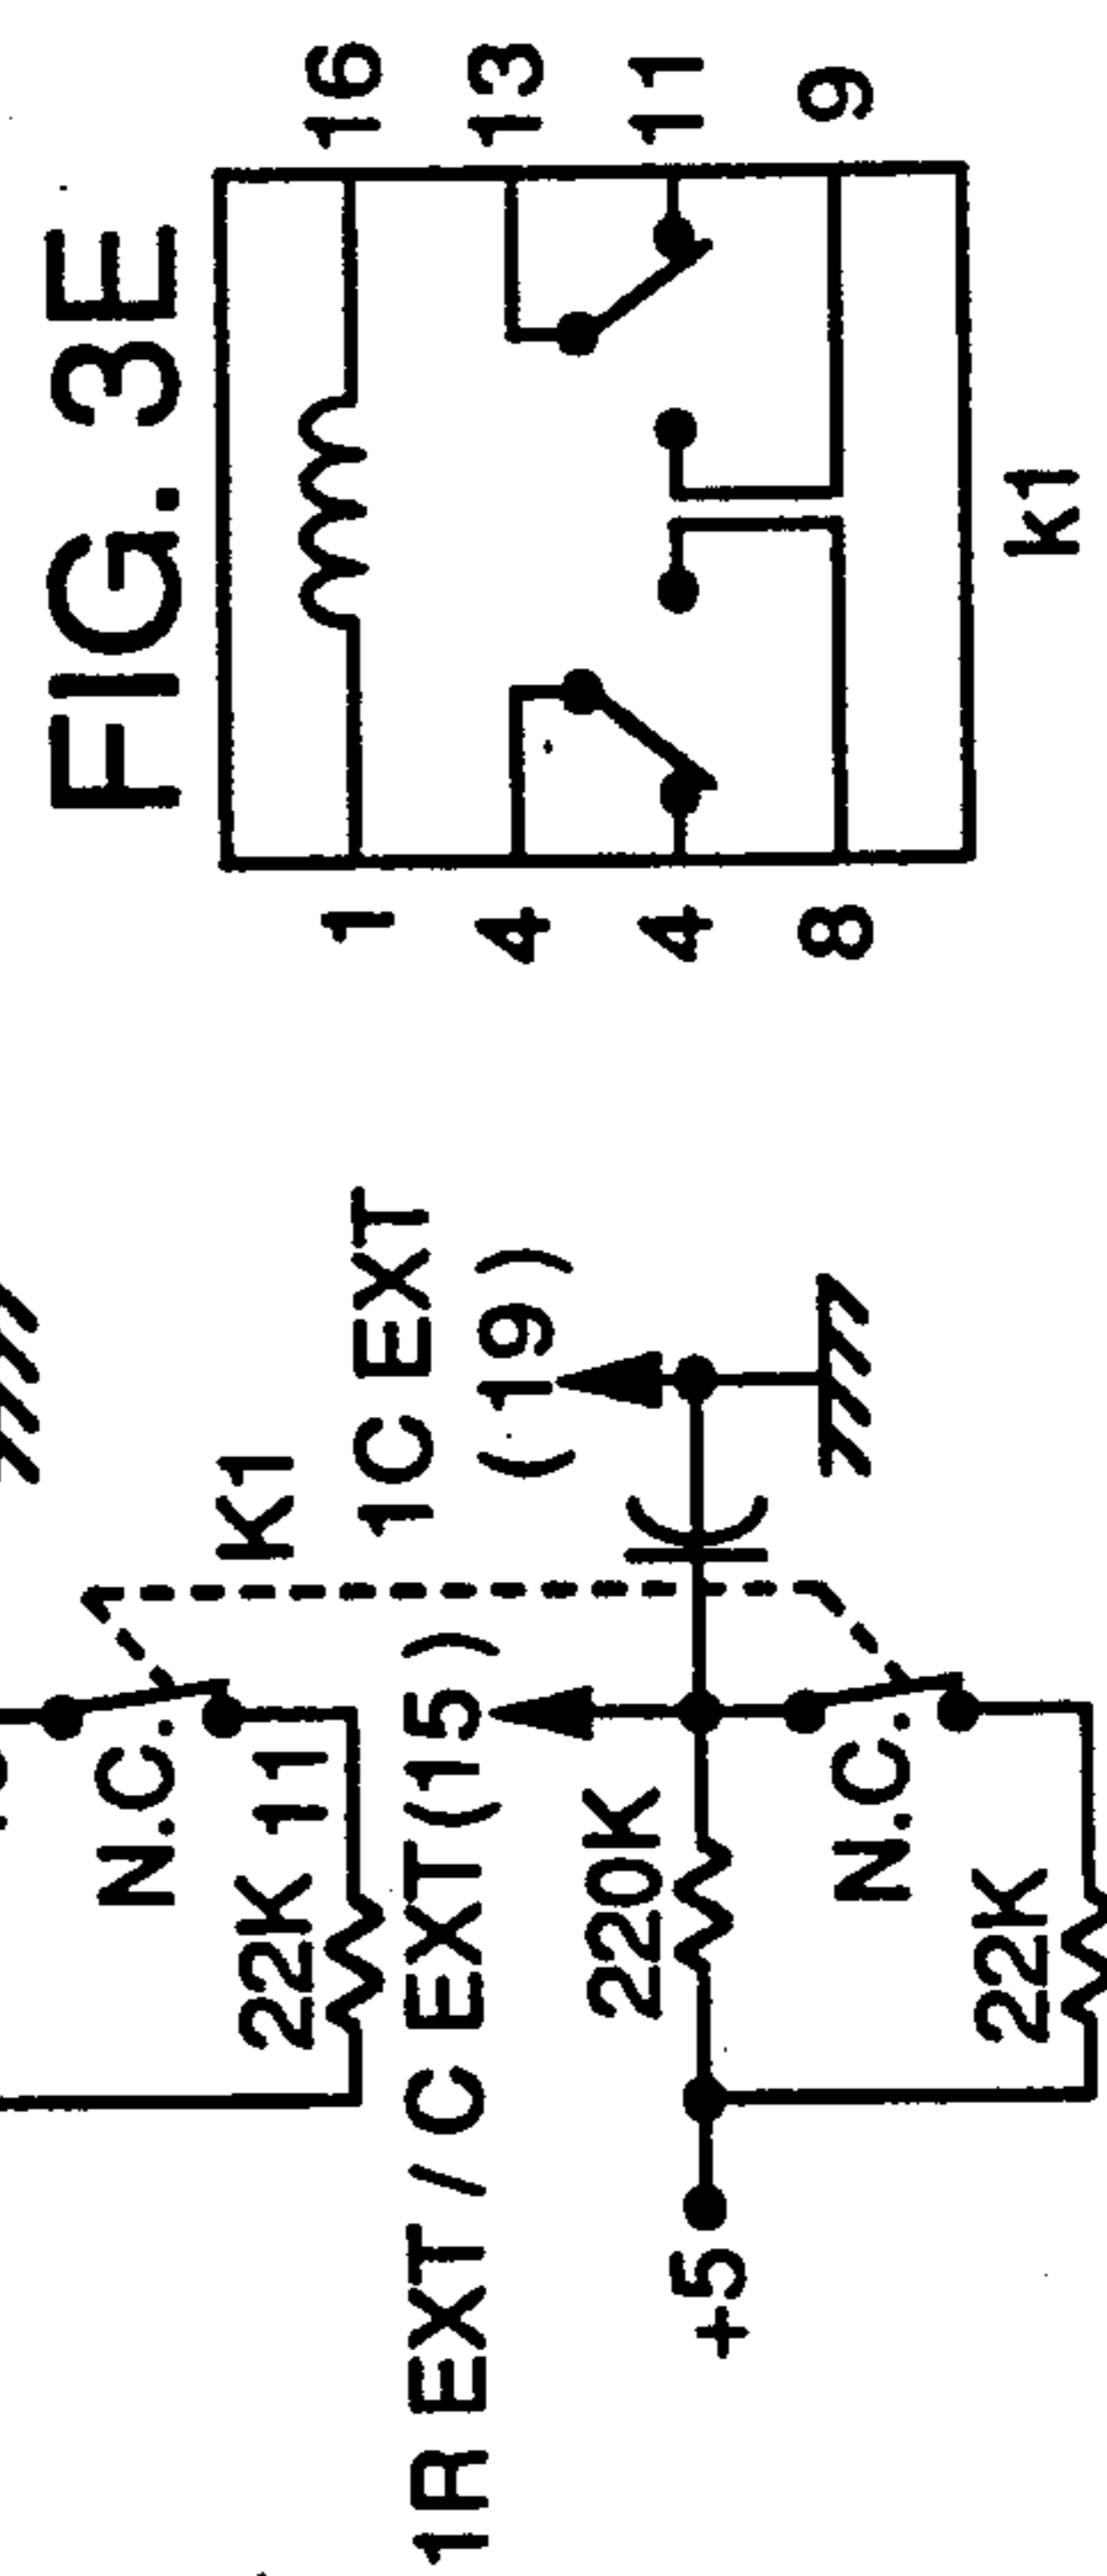 FIG. 3E
16
13
11
9
1
4
4
8
k1
K1
N.C.
11
22K
1C EXT
(19)
1R EXT / C EXT(15)
220K
+5
N.C.
22K